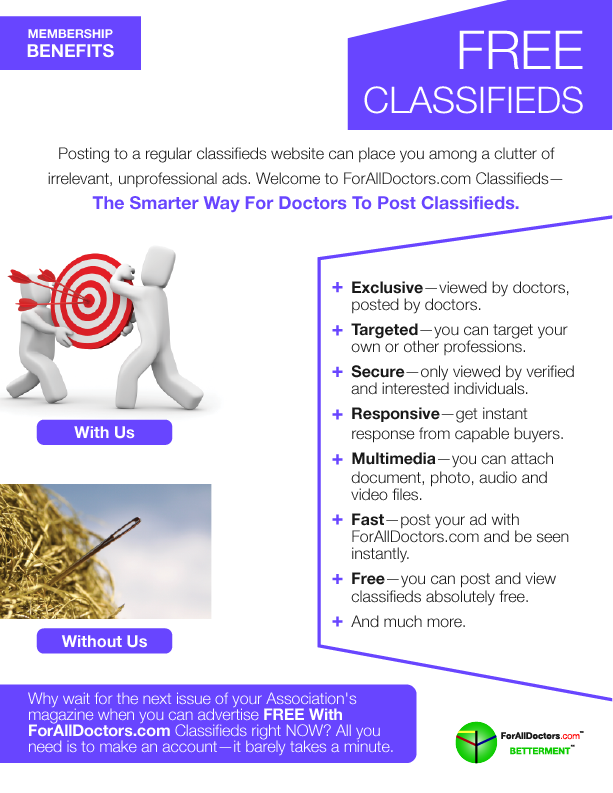 MEMBERSHIP
BENEFITS
FREE
CLASSIFIEDS
Posting to a regular classifieds website can place you among a clutter of
irrelevant, unprofessional ads. Welcome to ForAllDoctors.com Classifieds—
The Smarter Way For Doctors To Post Classifieds.
With Us
Without Us
+ Exclusive—viewed by doctors,
posted by doctors.
+ Targeted—you can target your
own or other professions.
+ Secure—only viewed by verified
and interested individuals.
+ Responsive—get instant
response from capable buyers.
+ Multimedia—you can attach
document, photo, audio and
video files.
+ Fast—post your ad with
ForAllDoctors.com and be seen
instantly.
+ Free—you can post and view
classifieds absolutely free.
+ And much more.
Why wait for the next issue of your Association's
magazine when you can advertise FREE With
ForAllDoctors.com Classifieds right NOW? All you
need is to make an account—it barely takes a minute.
ForAllDoctors.com™
BETTERMENT™